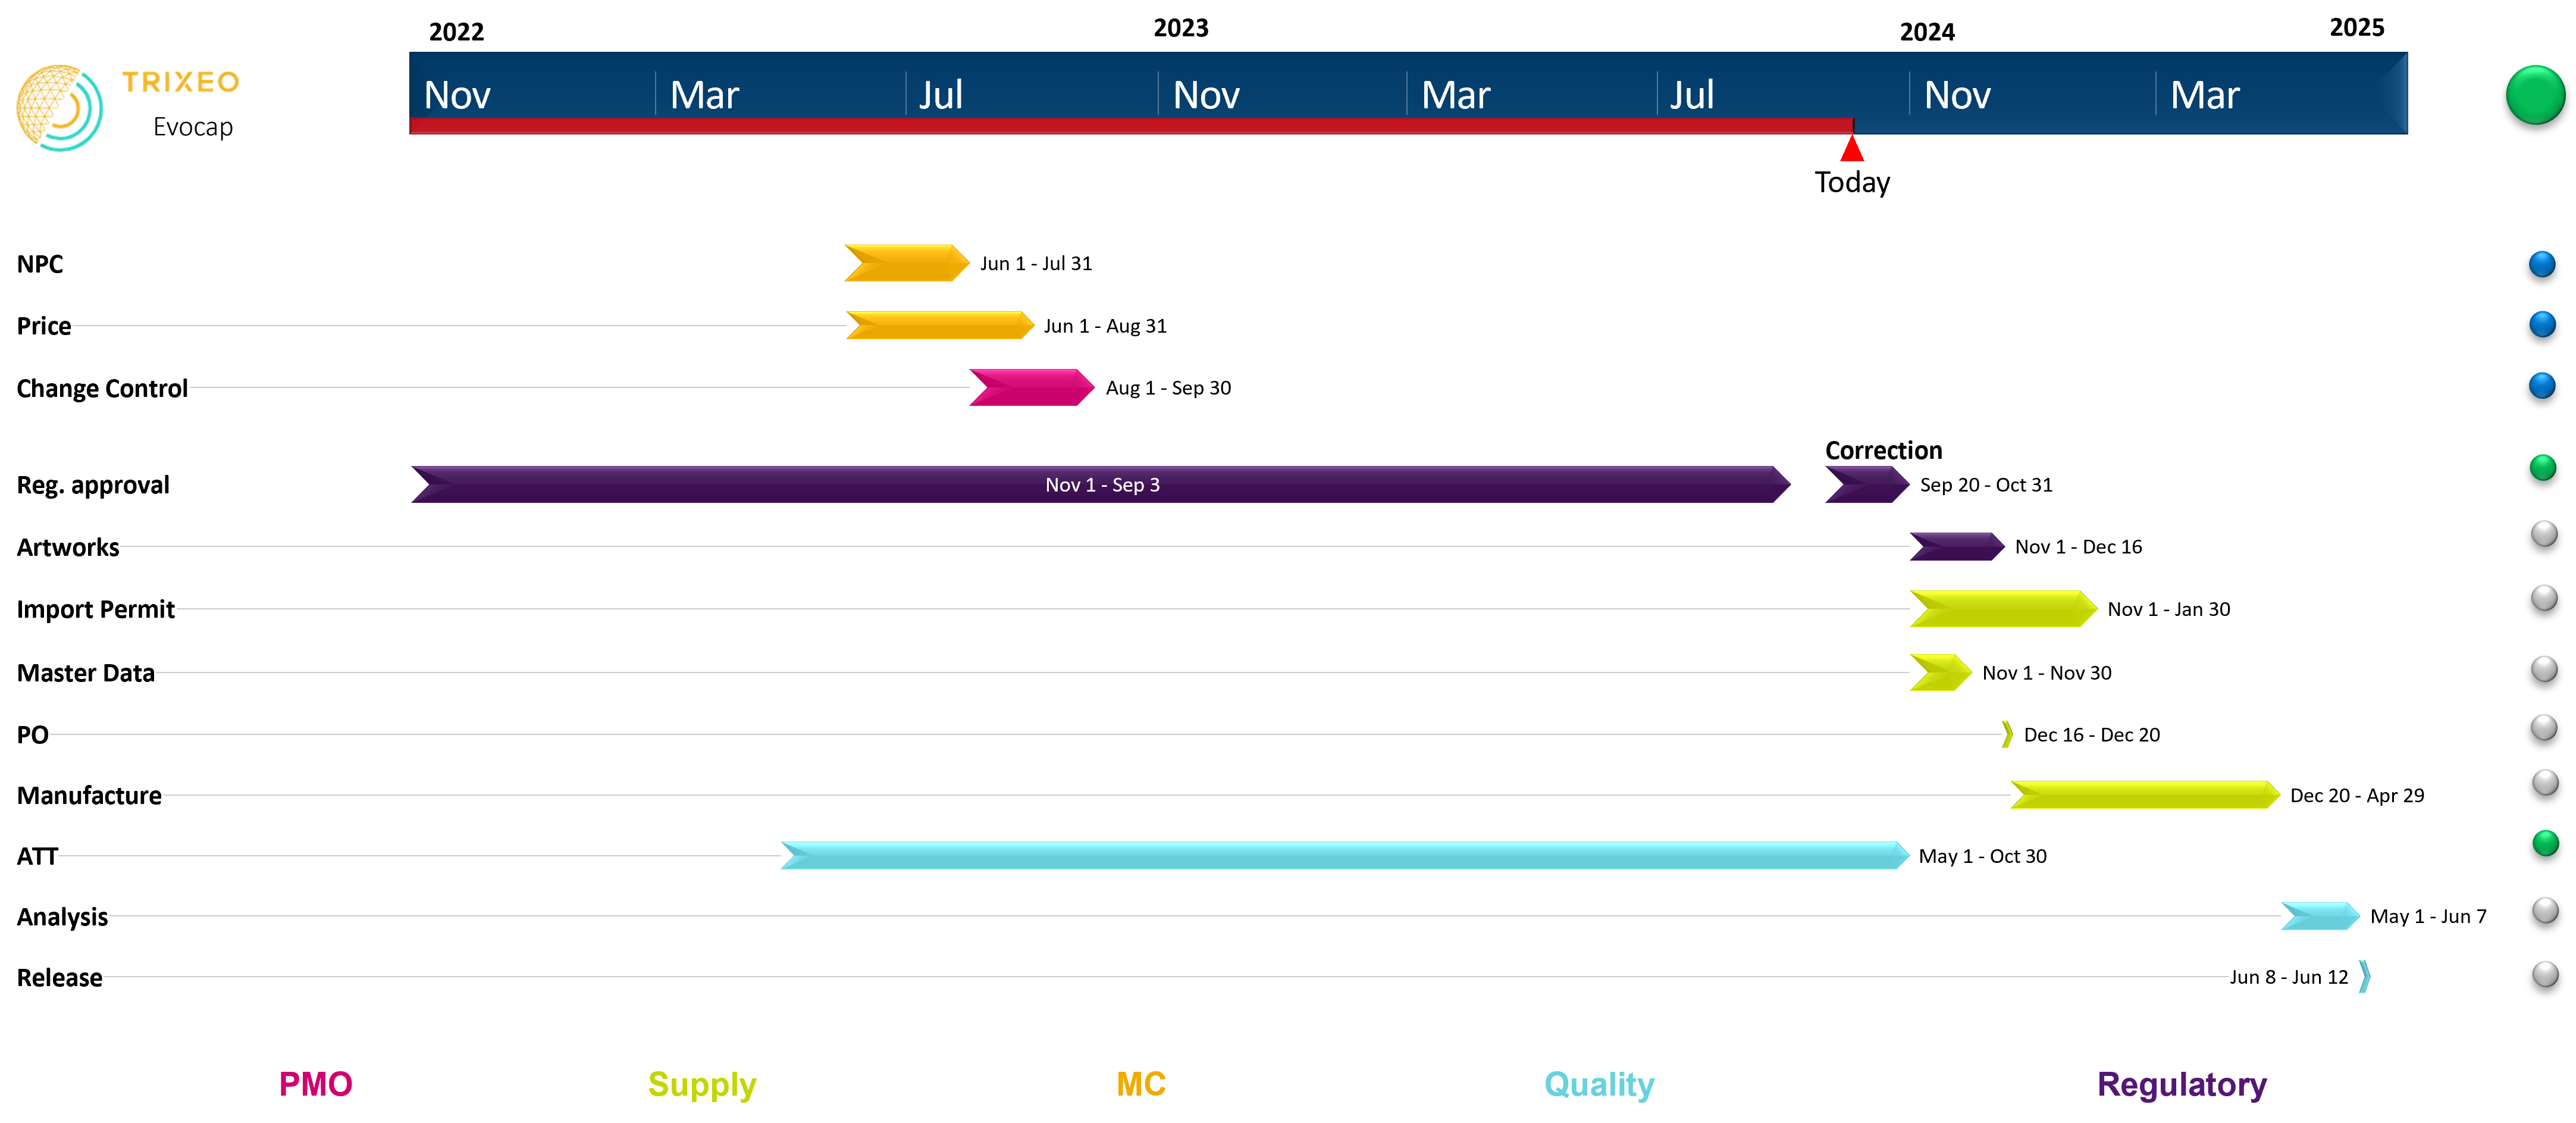 2022 2023 2024 2025
TRIXEO
Evocap
Nov Mar Jul Nov Mar Jul Nov Mar
Today
NPC Jun 1 - Jul 31
Price Jun 1 - Aug 31
Change Control Aug 1 - Sep 30
Correction
Reg. approval Nov 1 - Sep 3 Sep 20 - Oct 31
Artworks Nov 1 - Dec 16
Import Permit Nov 1 - Jan 30
Master Data Nov 1 - Nov 30
PO Dec 16 - Dec 20
Manufacture Dec 20 - Apr 29
ATT May 1 - Oct 30
Analysis May 1 - Jun 7
Release Jun 8 - Jun 12
PMO Supply MC Quality Regulatory